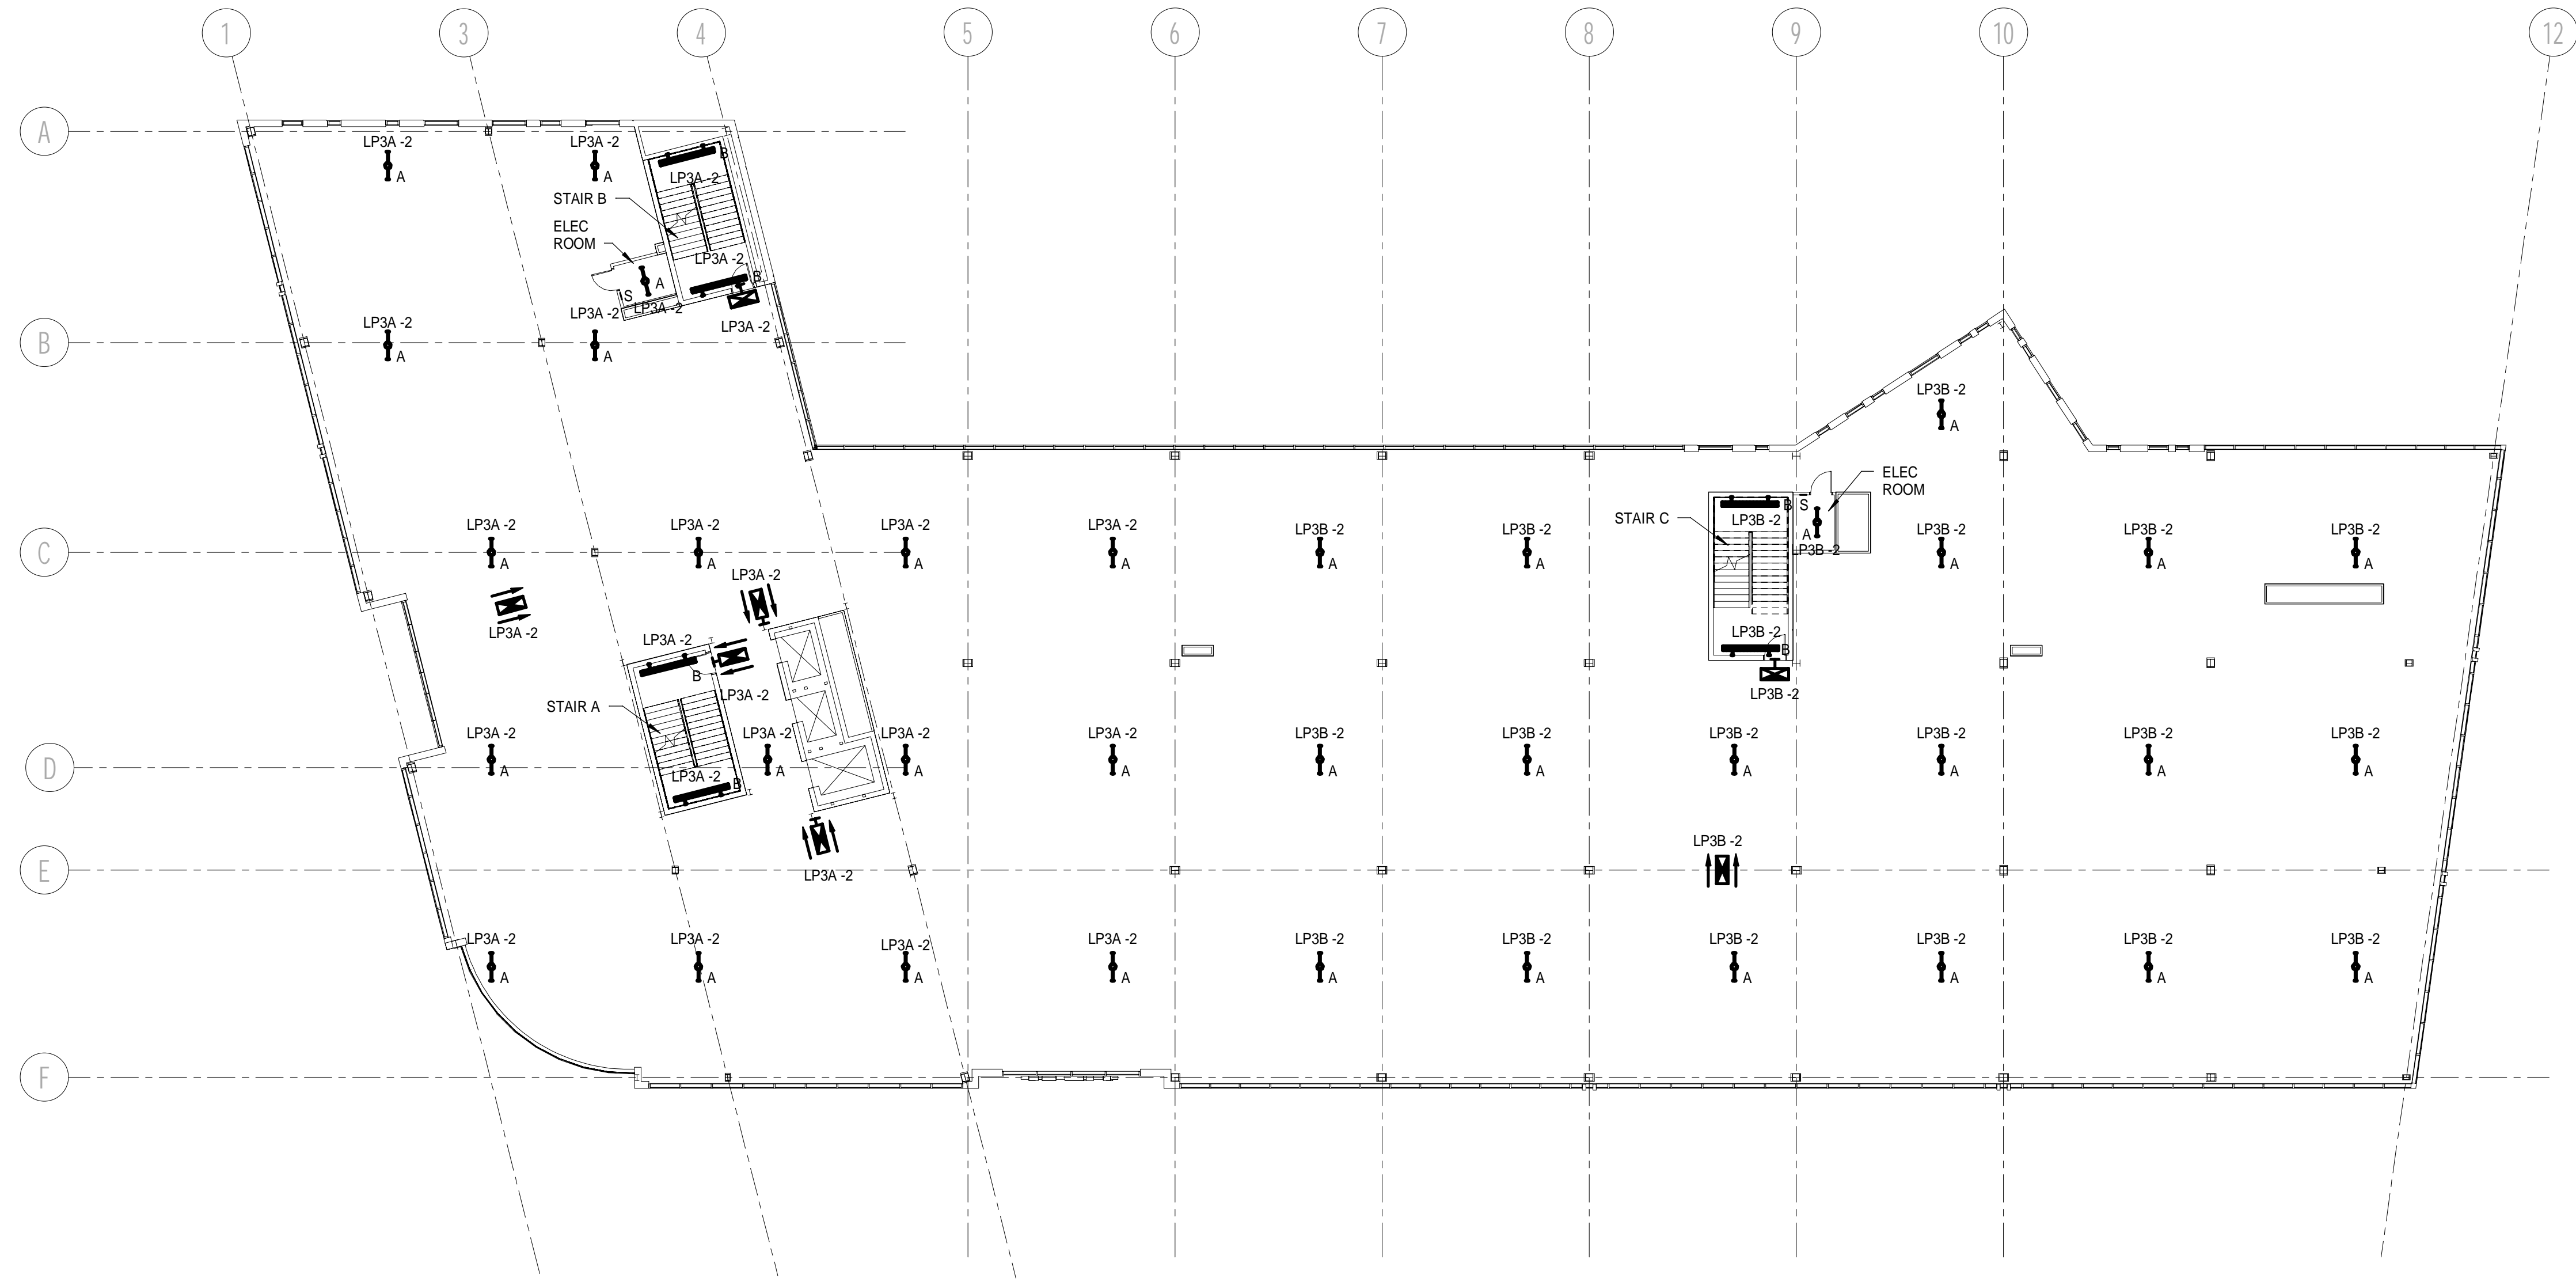 1 3 4 5 6 7 8 9 10 12
A
LP3A -2 LP3A -2
A A
B
LP3A -2
STAIR B
ELEC
ROOM
LP3A -2
B
A
S
LP3A -2
LP3A -2
LP3A -2 LP3A -2
B
A A
LP3B -2
A
ELEC
ROOM
B S
STAIR C
LP3B -2
LP3A -2 LP3A -2 LP3A -2 LP3A -2 LP3B -2 LP3B -2 LP3B -2 LP3B -2 LP3B -2
A
LP3B -2
C
A A A A A A A A A
LP3A -2
LP3A -2
LP3A -2
LP3B -2
B
B
LP3A -2
LP3B -2
STAIR A
LP3A -2 LP3A -2 LP3A -2 LP3A -2 LP3B -2 LP3B -2 LP3B -2 LP3B -2 LP3B -2 LP3B -2
D
A A A A A A A A A A
LP3A -2
B
LP3B -2
E
LP3A -2
LP3A -2 LP3A -2 LP3A -2 LP3A -2 LP3B -2 LP3B -2 LP3B -2 LP3B -2 LP3B -2 LP3B -2
A A A A A A A A A A
F